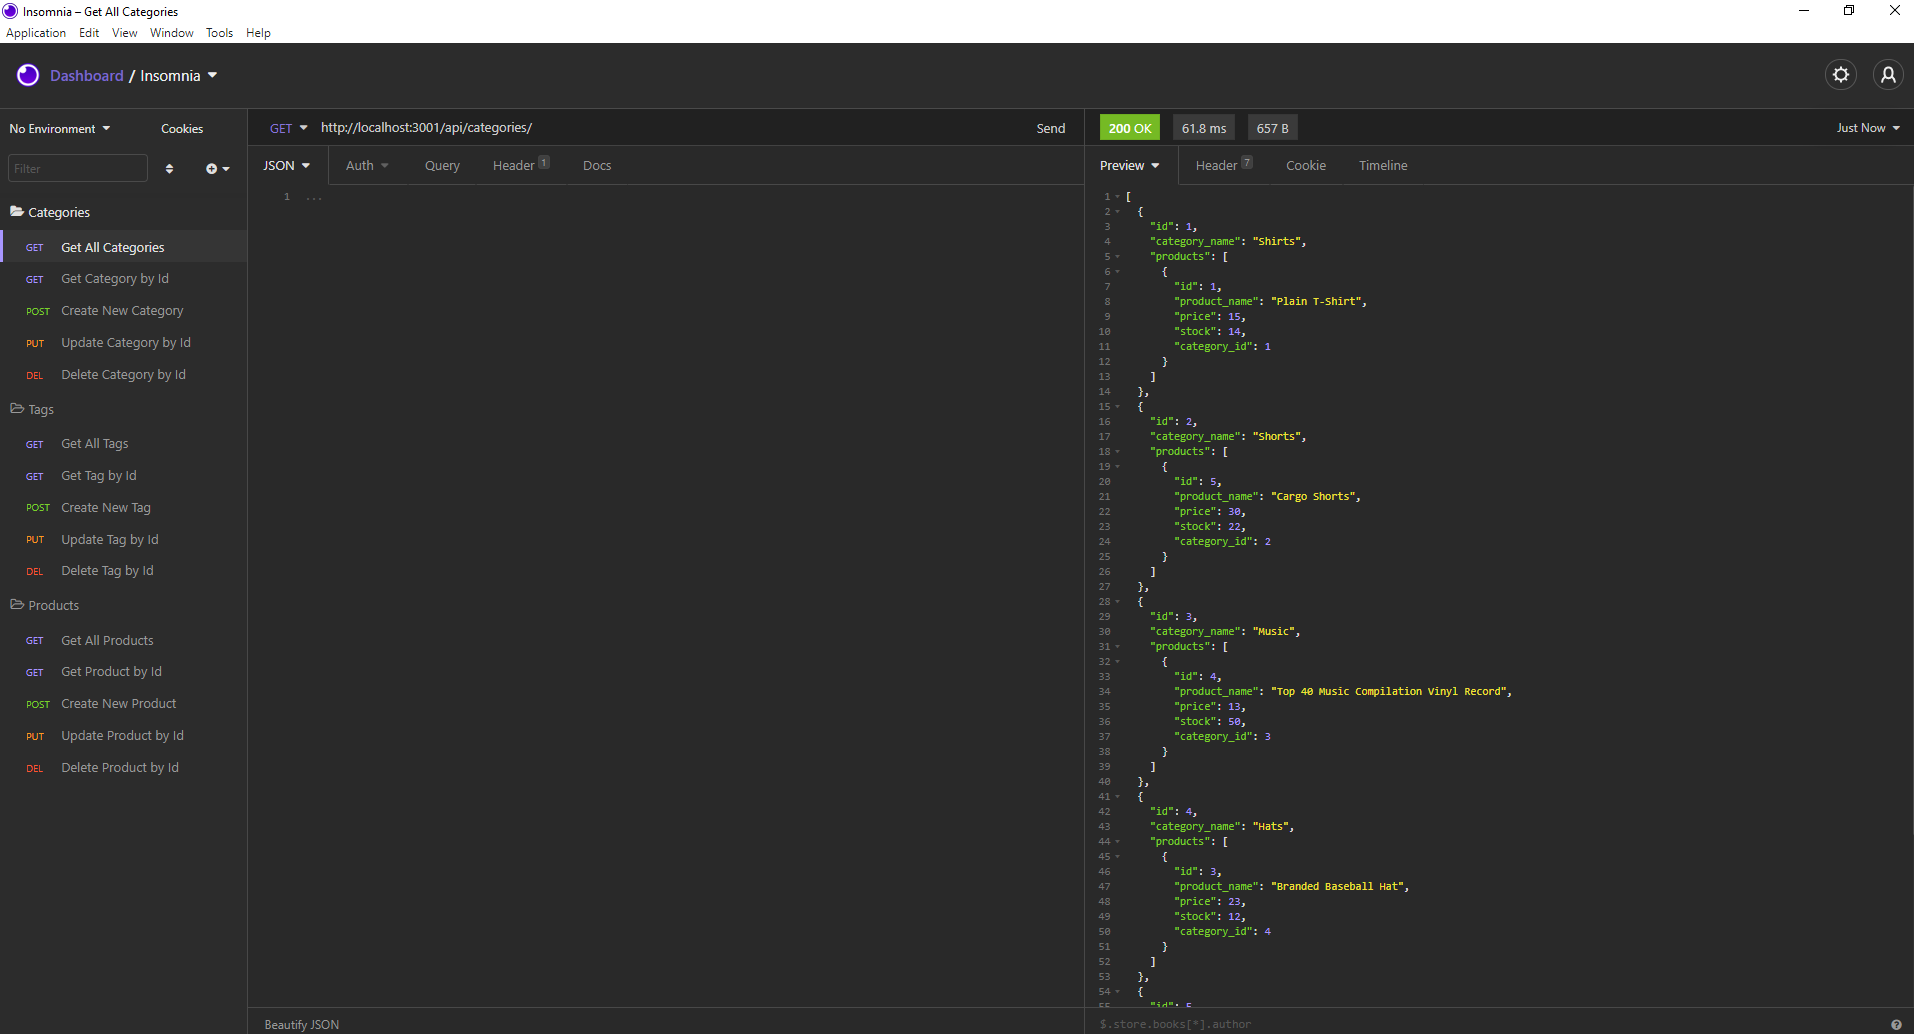 Insomnia – Get All Categories
Application Edit View Window Tools Help
Dashboard / Insomnia
No Environment Cookies
Filter
Categories
GET Get All Categories
GET Get Category by Id
POST Create New Category
PUT Update Category by Id
DEL Delete Category by Id
Tags
GET Get All Tags
GET Get Tag by Id
POST Create New Tag
PUT Update Tag by Id
DEL Delete Tag by Id
Products
GET Get All Products
GET Get Product by Id
POST Create New Product
PUT Update Product by Id
DEL Delete Product by Id
GET http://localhost:3001/api/categories/ Send
JSON Auth Query Header 1 Docs
1 ...
Beautify JSON
200 OK 61.8 ms 657 B Just Now
Preview Header 7 Cookie Timeline
1 [
2 {
3 "id": 1,
4 "category_name": "Shirts",
5 "products": [
6 {
7 "id": 1,
8 "product_name": "Plain T-Shirt",
9 "price": 15,
10 "stock": 14,
11 "category_id": 1
12 }
13 ]
14 },
15 {
16 "id": 2,
17 "category_name": "Shorts",
18 "products": [
19 {
20 "id": 5,
21 "product_name": "Cargo Shorts",
22 "price": 30,
23 "stock": 22,
24 "category_id": 2
25 }
26 ]
27 },
28 {
29 "id": 3,
30 "category_name": "Music",
31 "products": [
32 {
33 "id": 4,
34 "product_name": "Top 40 Music Compilation Vinyl Record",
35 "price": 13,
36 "stock": 50,
37 "category_id": 3
38 }
39 ]
40 },
41 {
42 "id": 4,
43 "category_name": "Hats",
44 "products": [
45 {
46 "id": 3,
47 "product_name": "Branded Baseball Hat",
48 "price": 23,
49 "stock": 12,
50 "category_id": 4
51 }
52 ]
53 },
54 {
55 "id": 5
$.store.books[*].author